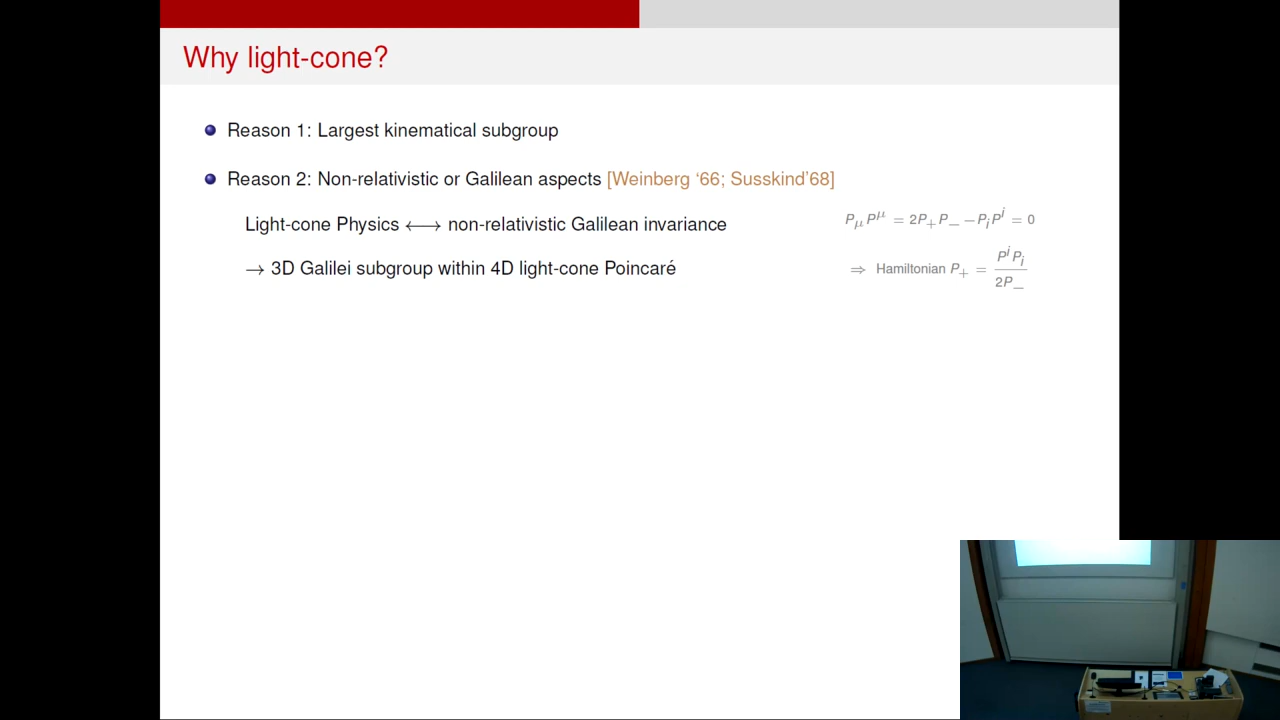 Why light-cone?
Reason 1: Largest kinematical subgroup
Reason 2: Non-relativistic or Galilean aspects [Weinberg ‘66; Susskind’68]
Light-cone Physics ⟷ non-relativistic Galilean invariance
P_μ P^μ = 2P_+ P_− − P_i P^i = 0
→ 3D Galilei subgroup within 4D light-cone Poincaré
⇒ Hamiltonian P_+ = P^i P_i / 2P_−